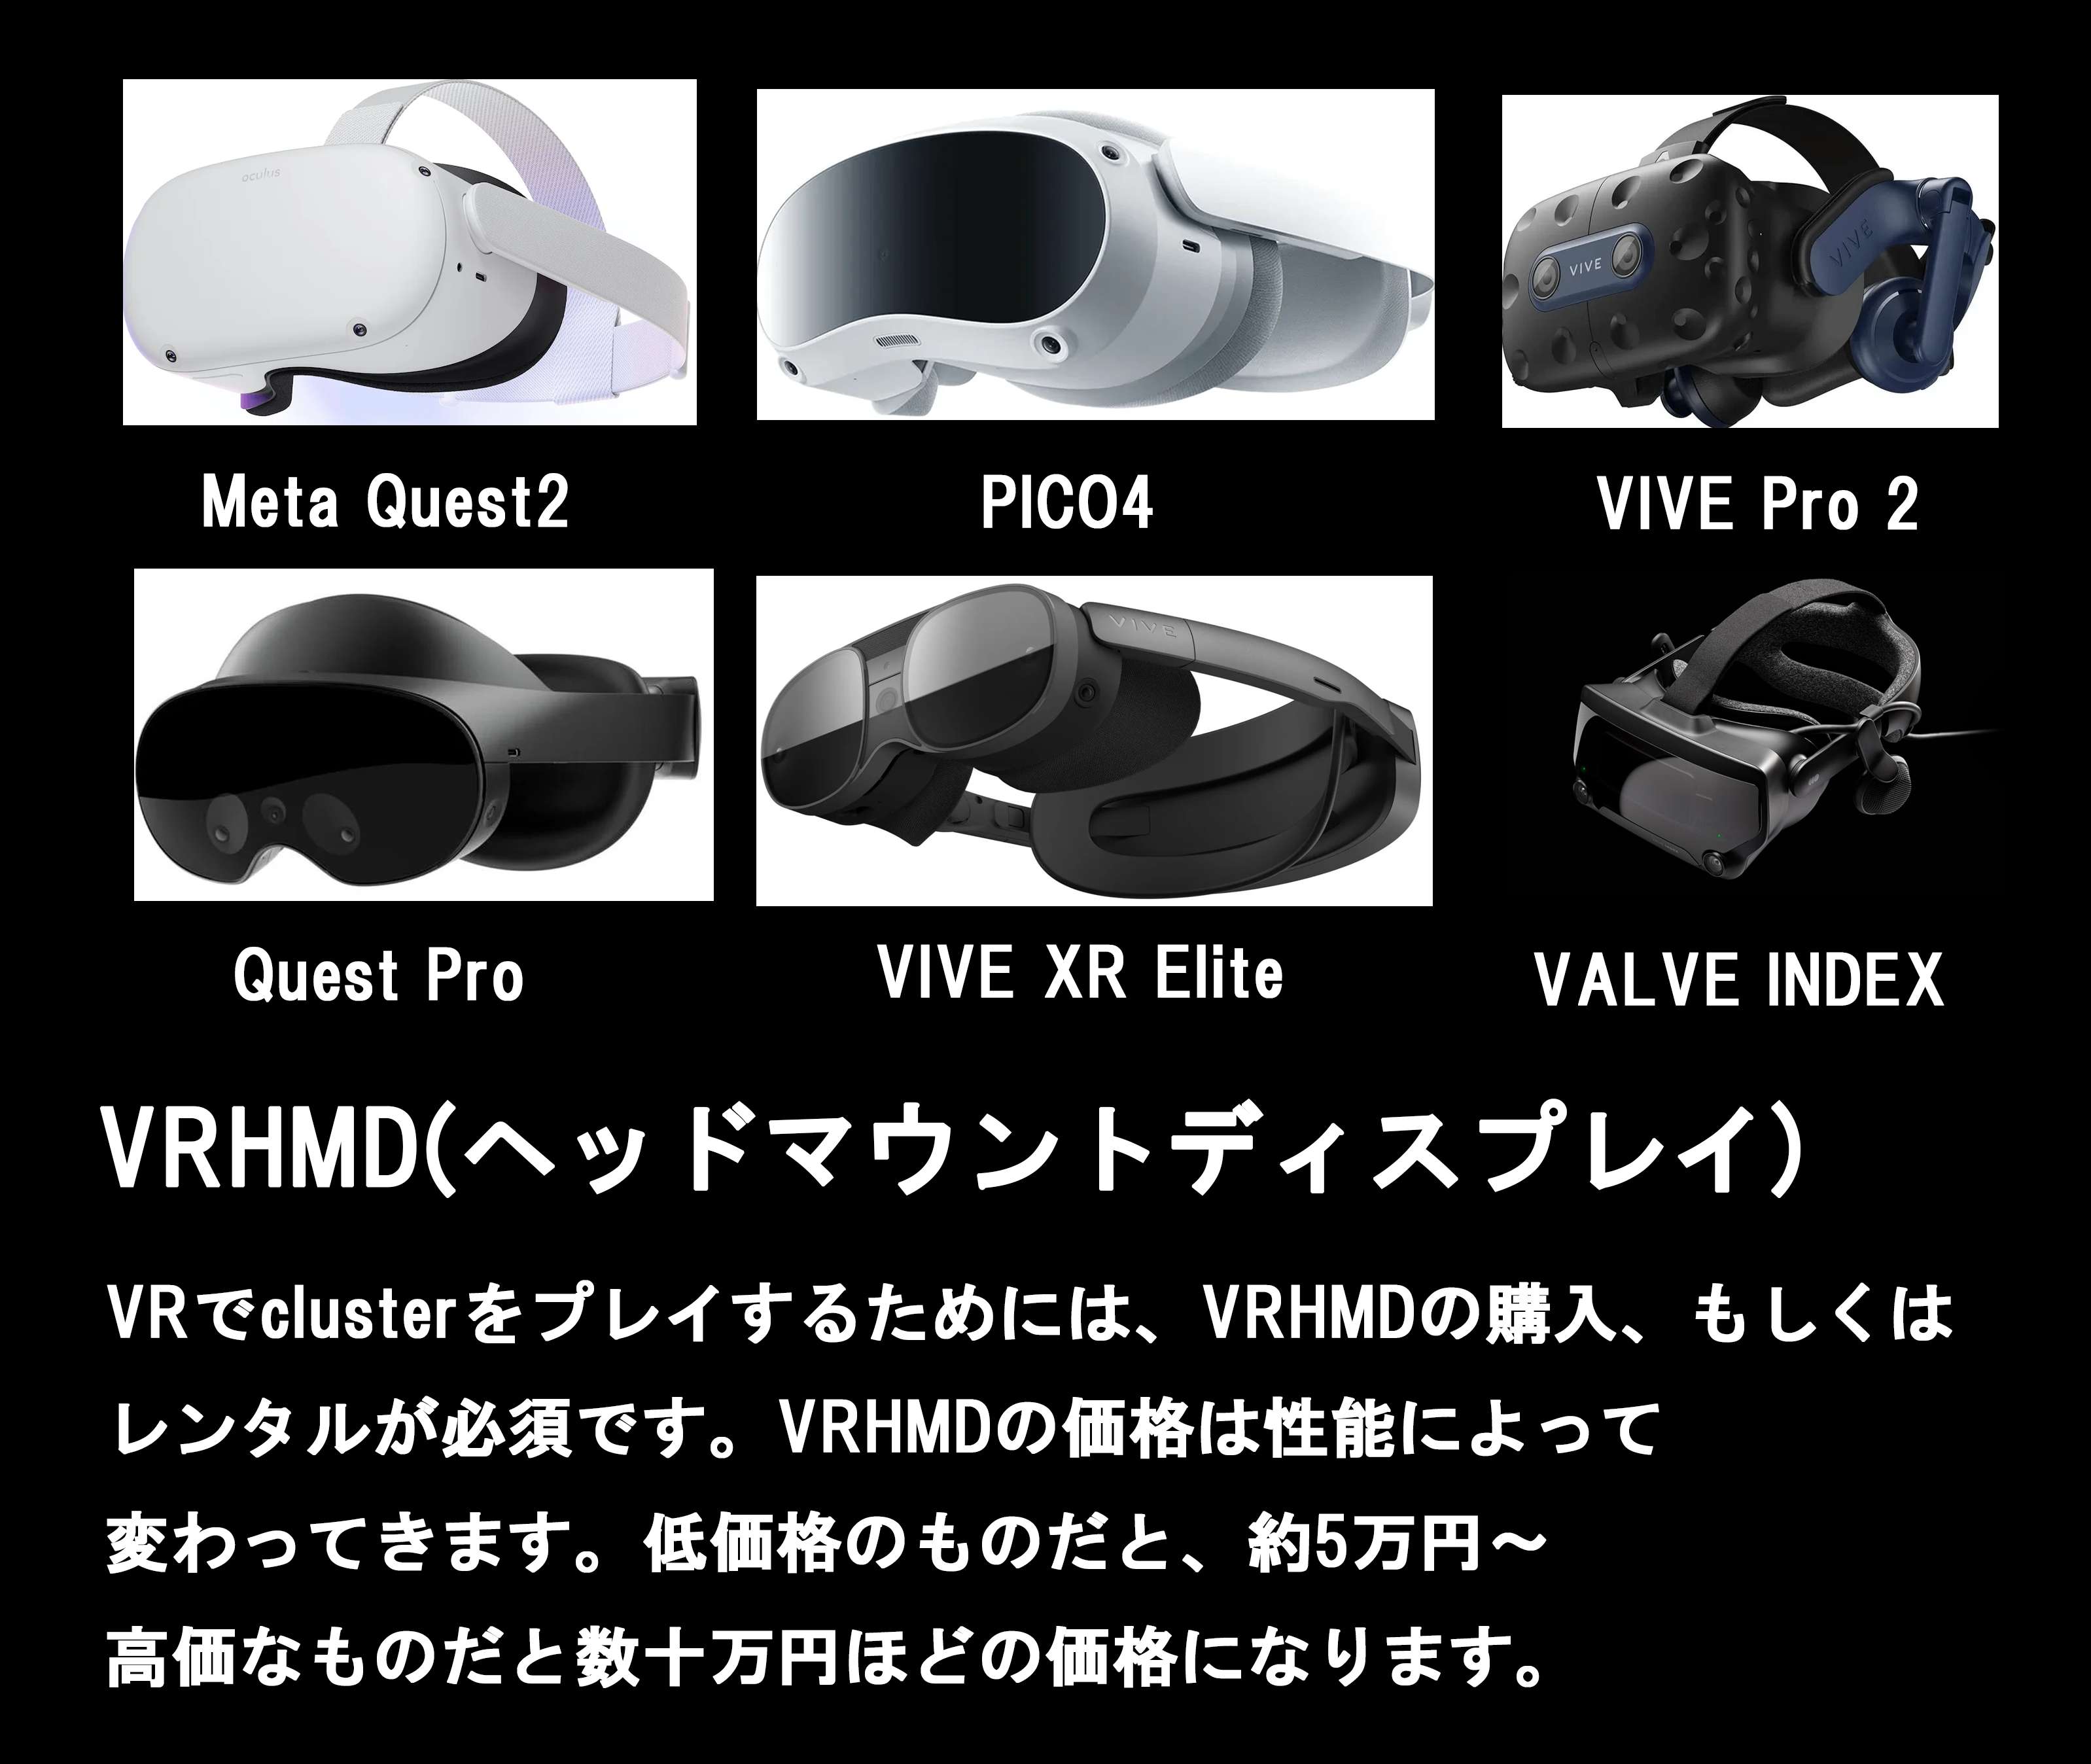 oculus
VIVE
VIVE
Meta Quest2
PICO4
VIVE Pro 2
VIVE
Quest Pro
VIVE XR Elite
VALVE INDEX
VRHMD(ヘッドマウントディスプレイ)
VRでclusterをプレイするためには、VRHMDの購入、もしくは
レンタルが必須です。VRHMDの価格は性能によって
変わってきます。低価格のものだと、約5万円～
高価なものだと数十万円ほどの価格になります。